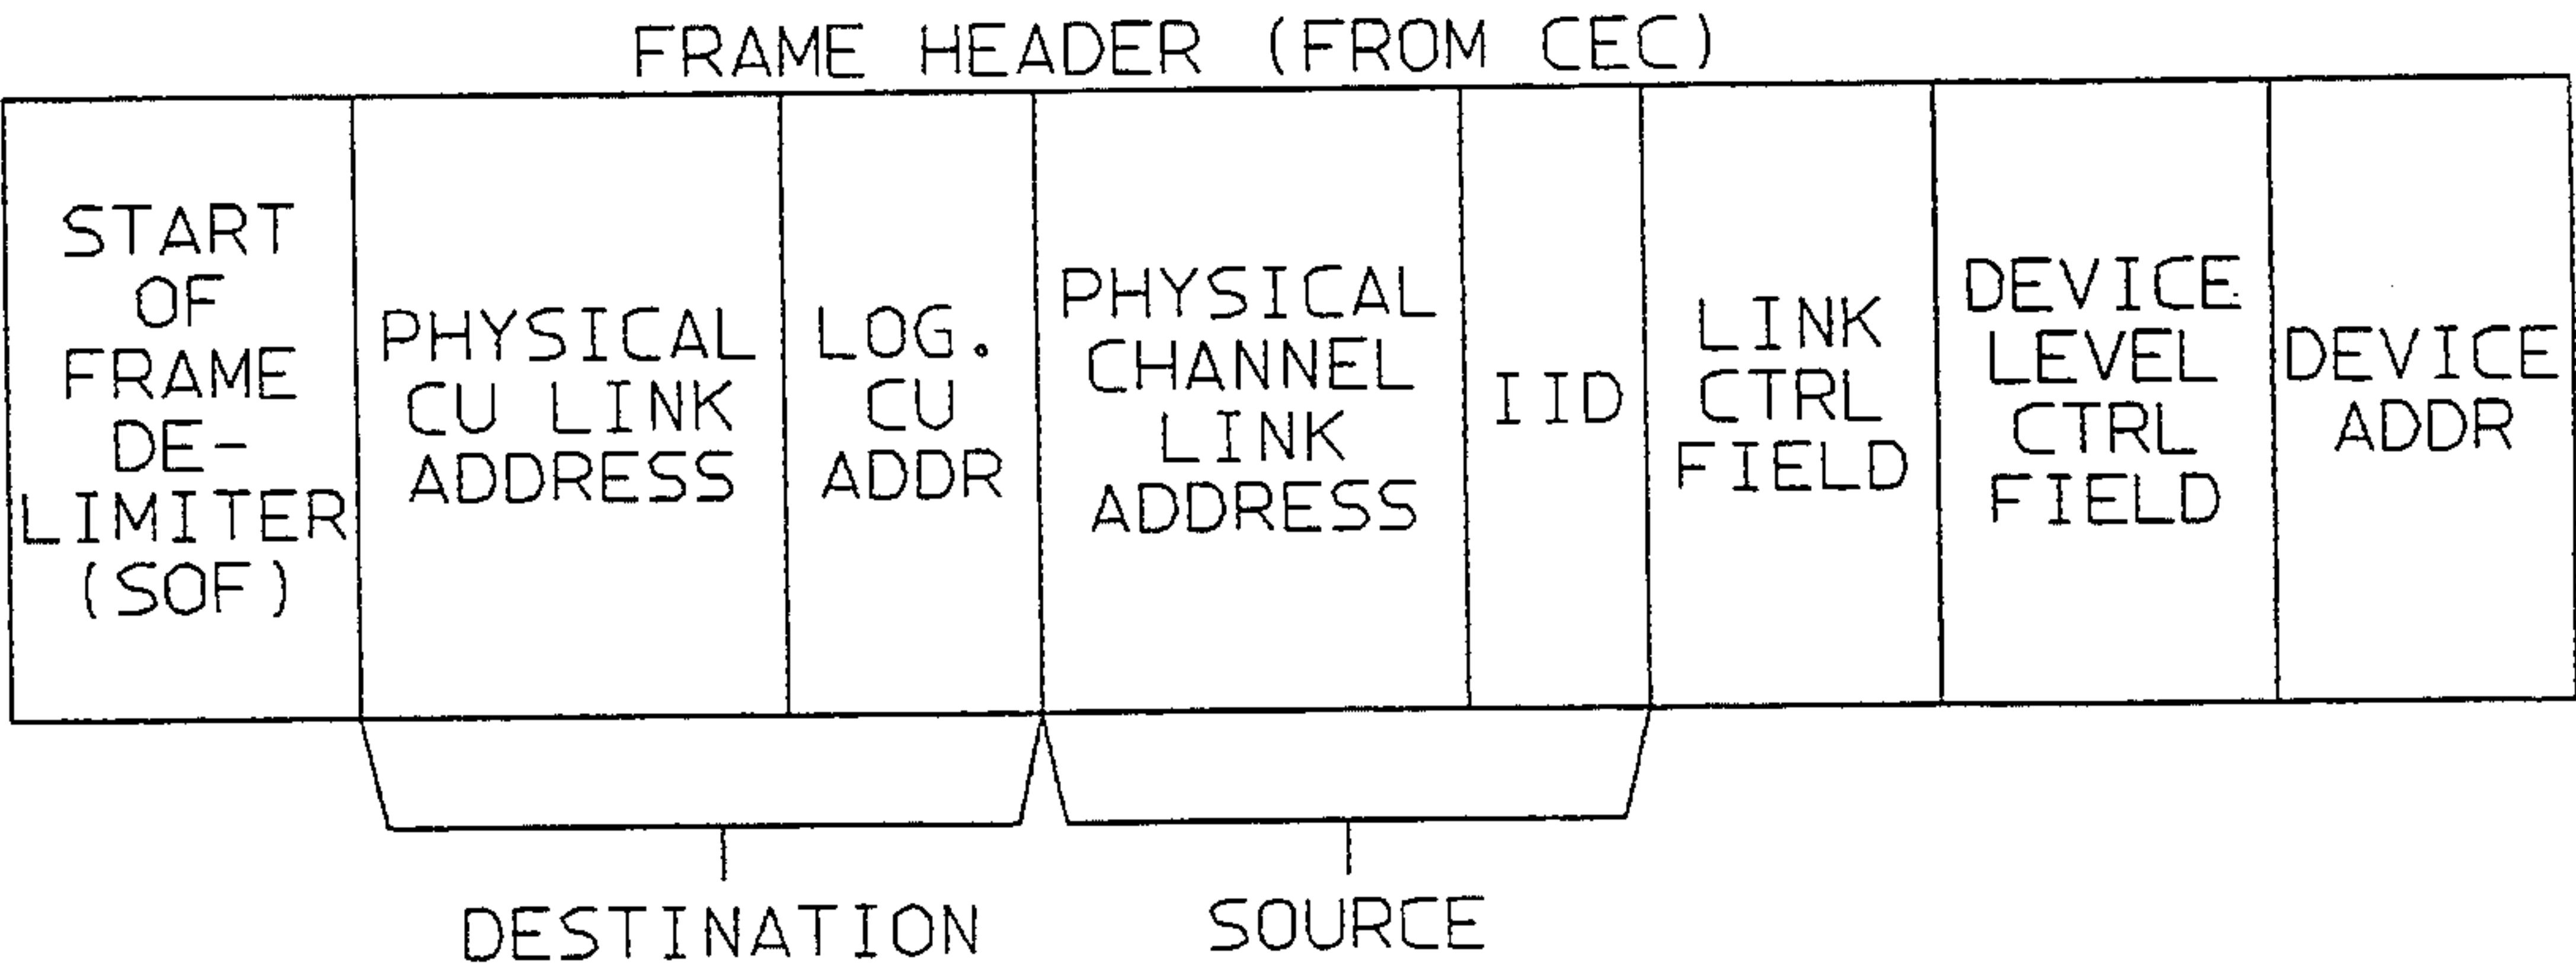 FRAME HEADER (FROM CEC)
START
OF
FRAME
DE-
LIMITER
(SOF)
PHYSICAL
CU LINK
ADDRESS
LOG.
CU
ADDR
PHYSICAL
CHANNEL
LINK
ADDRESS
IID
LINK
CTRL
FIELD
DEVICE
LEVEL
CTRL
FIELD
DEVICE
ADDR
DESTINATION
SOURCE